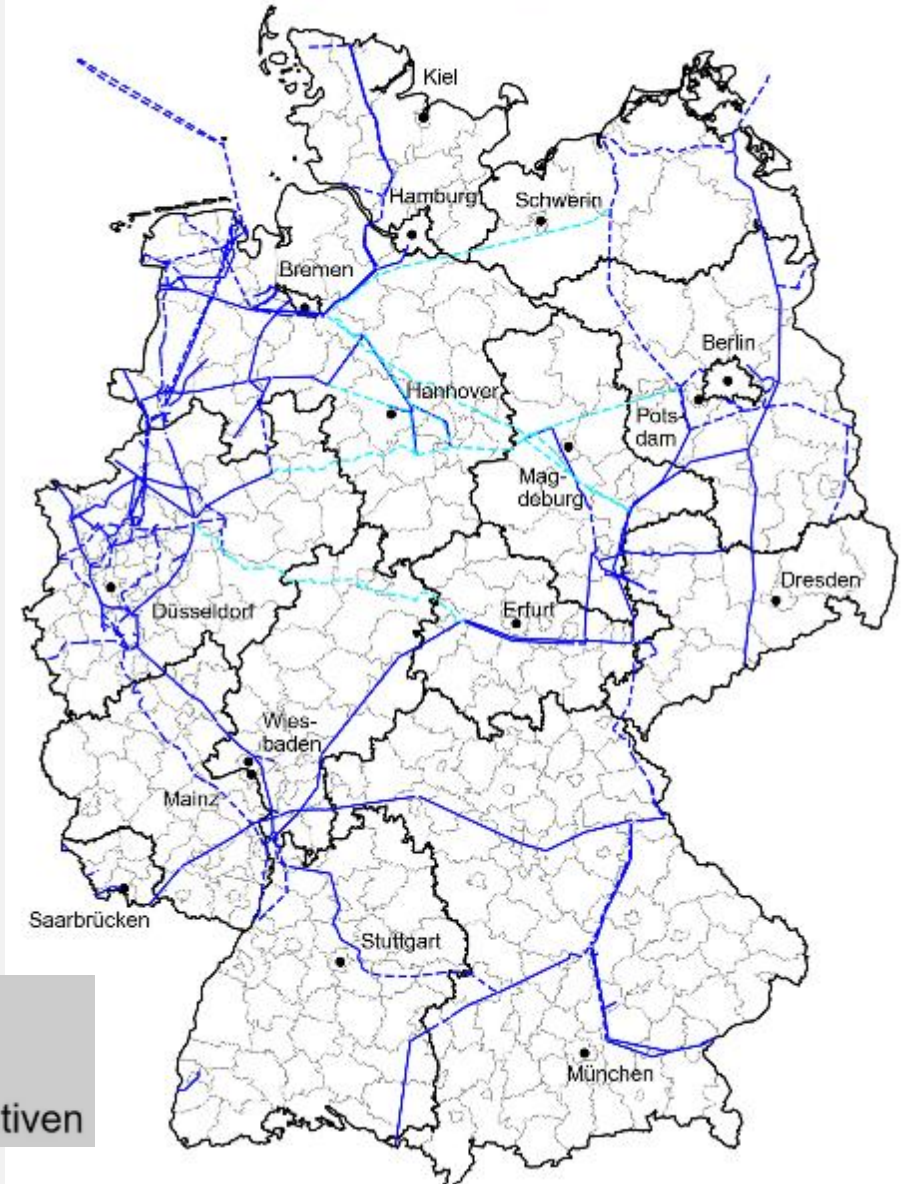 Kiel
Hamburg
Schwerin
Bremen
Berlin
Hannover
Pots-
dam
Mag-
deburg
Düsseldorf
Erfurt
Dresden
Wies-
baden
Mainz
Saarbrücken
Stuttgart
München
tiven